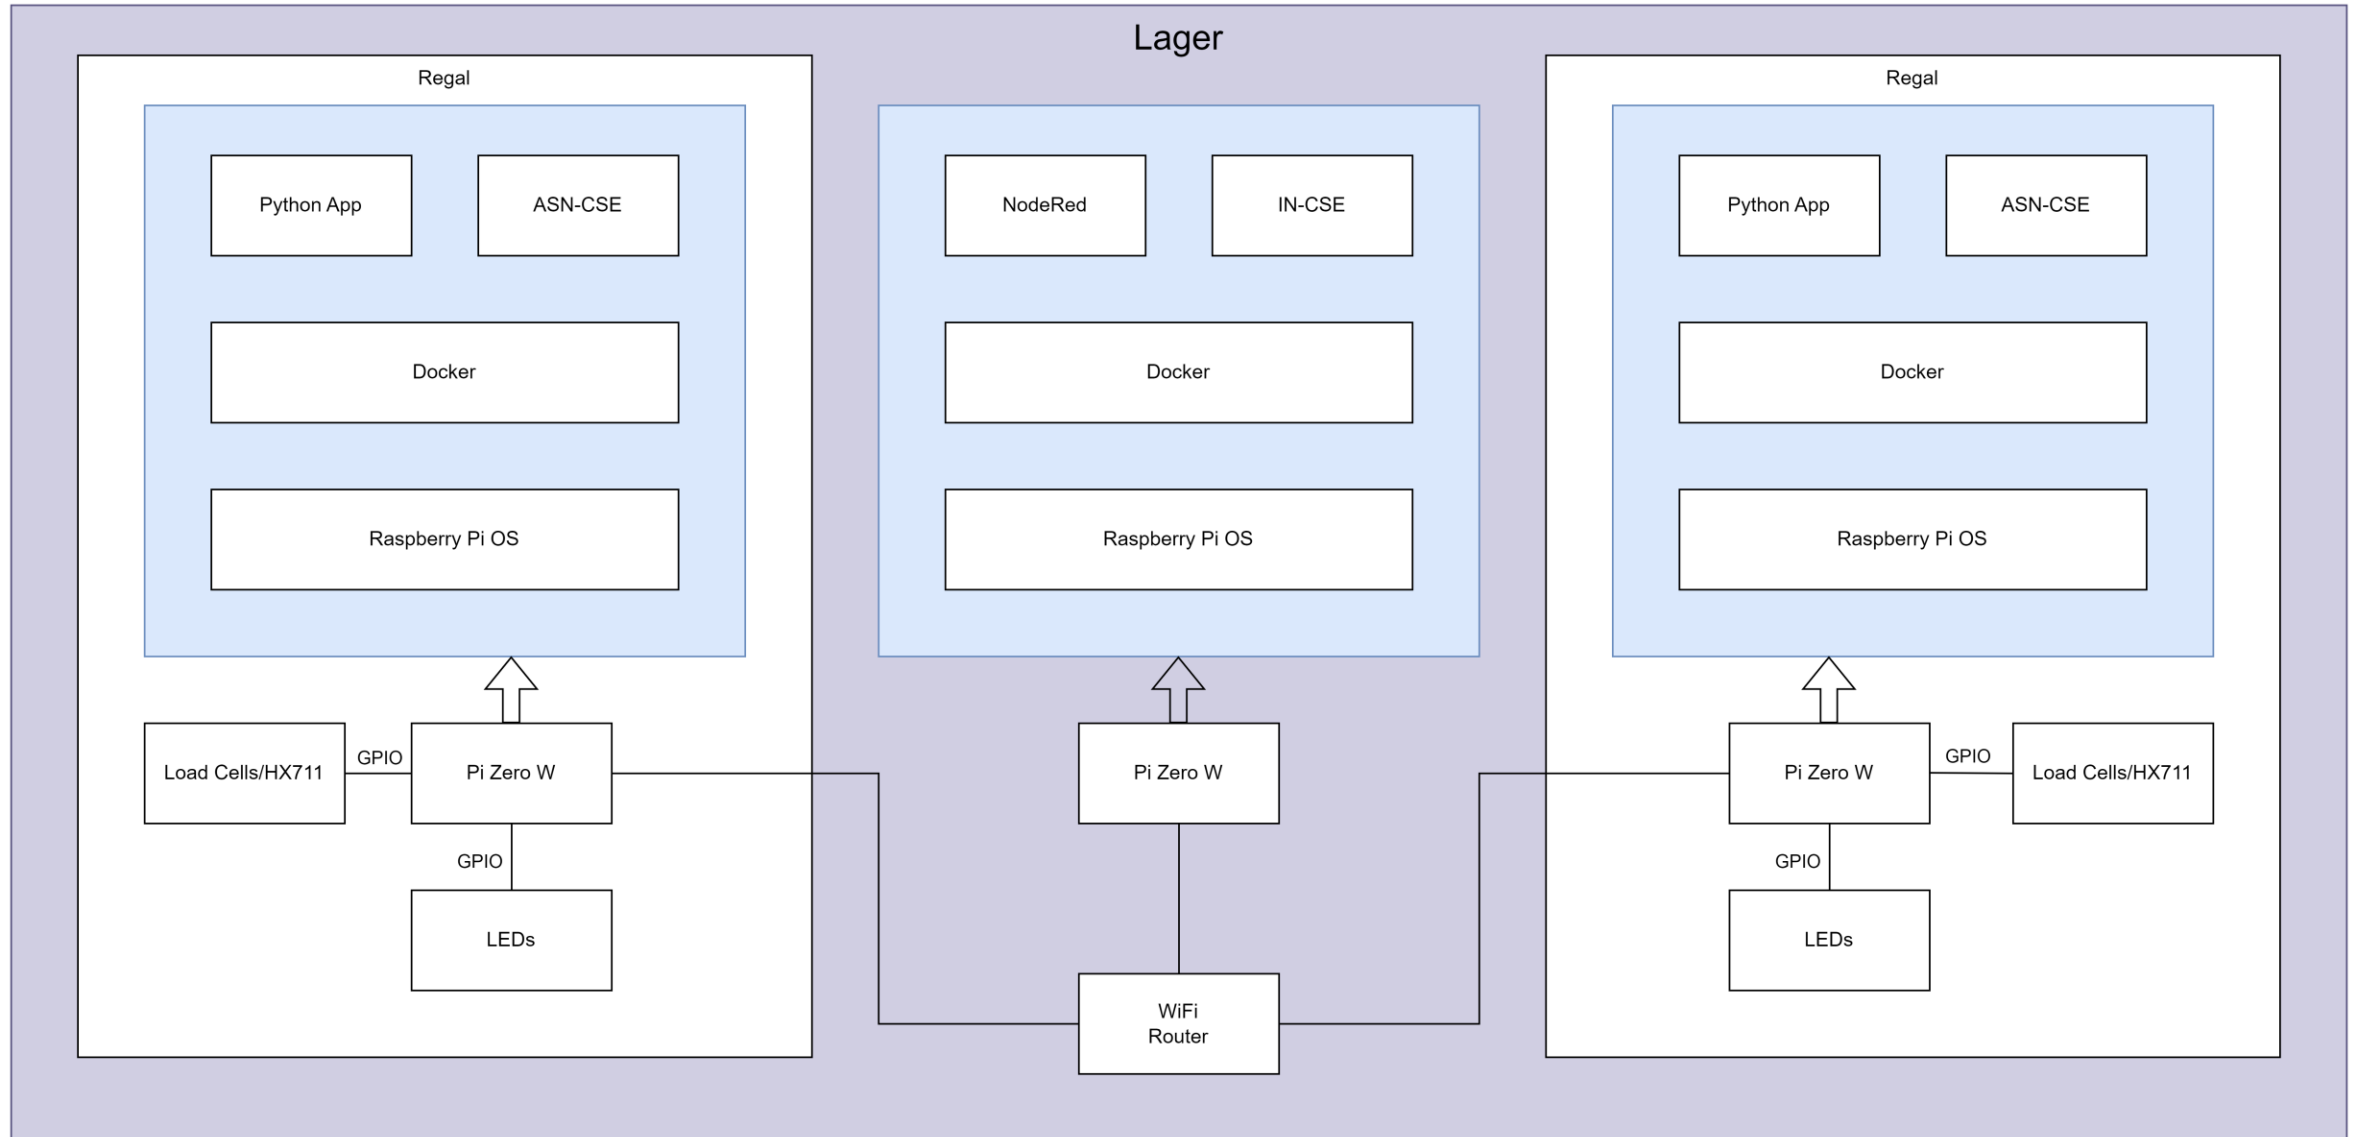 Lager
Regal
Python App
ASN-CSE
Docker
Raspberry Pi OS
Load Cells/HX711
GPIO
Pi Zero W
GPIO
LEDs
NodeRed
IN-CSE
Docker
Raspberry Pi OS
Pi Zero W
WiFi
Router
Regal
Python App
ASN-CSE
Docker
Raspberry Pi OS
Pi Zero W
GPIO
Load Cells/HX711
GPIO
LEDs